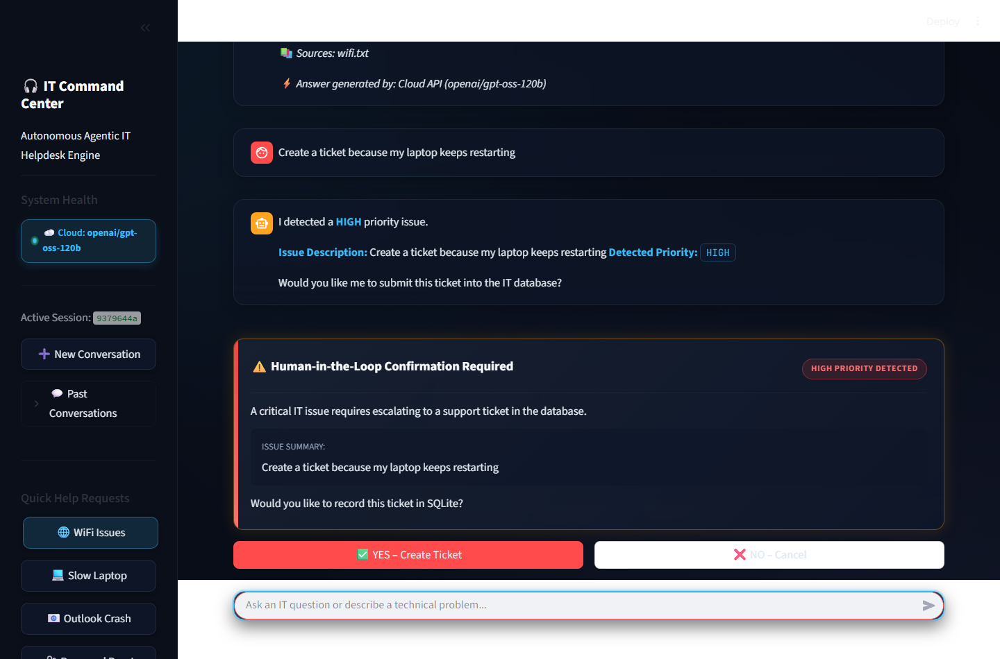 Deploy
IT Command
Center
Autonomous Agentic IT
Helpdesk Engine
System Health
Cloud: openai/gpt-
oss-120b
Active Session: 9379644a
New Conversation
Past
Conversations
Quick Help Requests
WiFi Issues
Slow Laptop
Outlook Crash
Sources: wifi.txt
Answer generated by: Cloud API (openai/gpt-oss-120b)
Create a ticket because my laptop keeps restarting
I detected a HIGH priority issue.
Issue Description: Create a ticket because my laptop keeps restarting Detected Priority: HIGH
Would you like me to submit this ticket into the IT database?
Human-in-the-Loop Confirmation Required
HIGH PRIORITY DETECTED
A critical IT issue requires escalating to a support ticket in the database.
ISSUE SUMMARY:
Create a ticket because my laptop keeps restarting
Would you like to record this ticket in SQLite?
YES – Create Ticket
NO – Cancel
Ask an IT question or describe a technical problem...